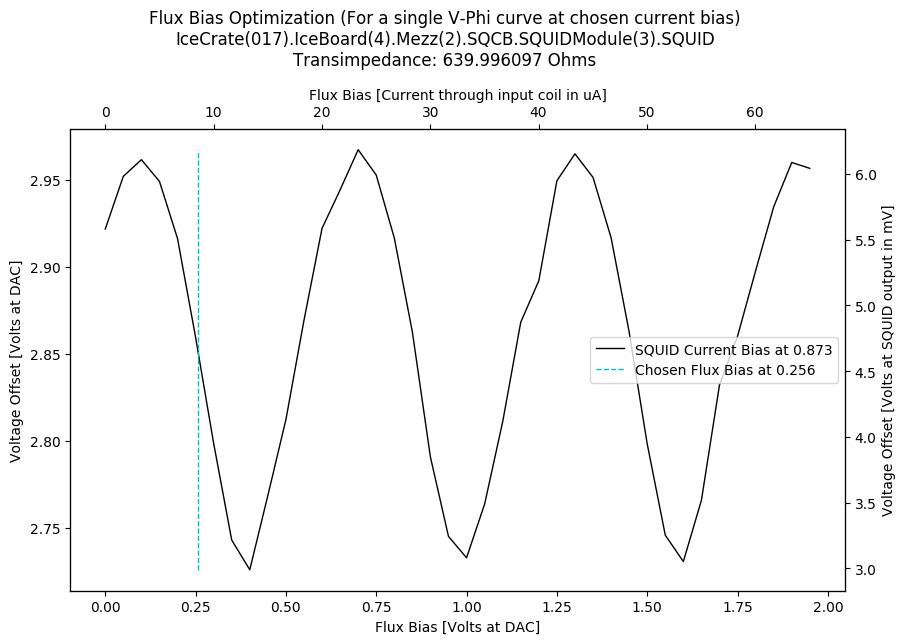 Flux Bias Optimization (For a single V-Phi curve at chosen current bias)
IceCrate(017).IceBoard(4).Mezz(2).SQCB.SQUIDModule(3).SQUID
Transimpedance: 639.996097 Ohms
Flux Bias [Current through input coil in uA]
0 10 20 30 40 50 60
Voltage Offset [Volts at DAC]
2.95
2.90
2.85
2.80
2.75
SQUID Current Bias at 0.873
Chosen Flux Bias at 0.256
6.0
5.5
5.0
4.5
4.0
3.5
3.0
Voltage Offset [Volts at SQUID output in mV]
0.00 0.25 0.50 0.75 1.00 1.25 1.50 1.75 2.00
Flux Bias [Volts at DAC]